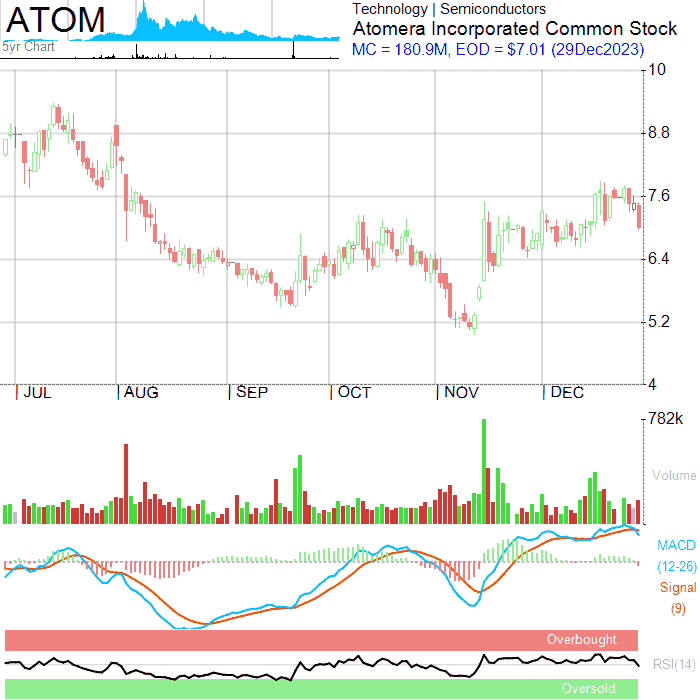 ATOM
5yr Chart
Technology | Semiconductors
Atomera Incorporated Common Stock
MC = 180.9M, EOD = $7.01 (29Dec2023)
10
8.8
7.6
6.4
5.2
4
JUL AUG SEP OCT NOV DEC
782k
Volume
MACD
(12-26)
Signal
(9)
Overbought
RSI(14)
Oversold